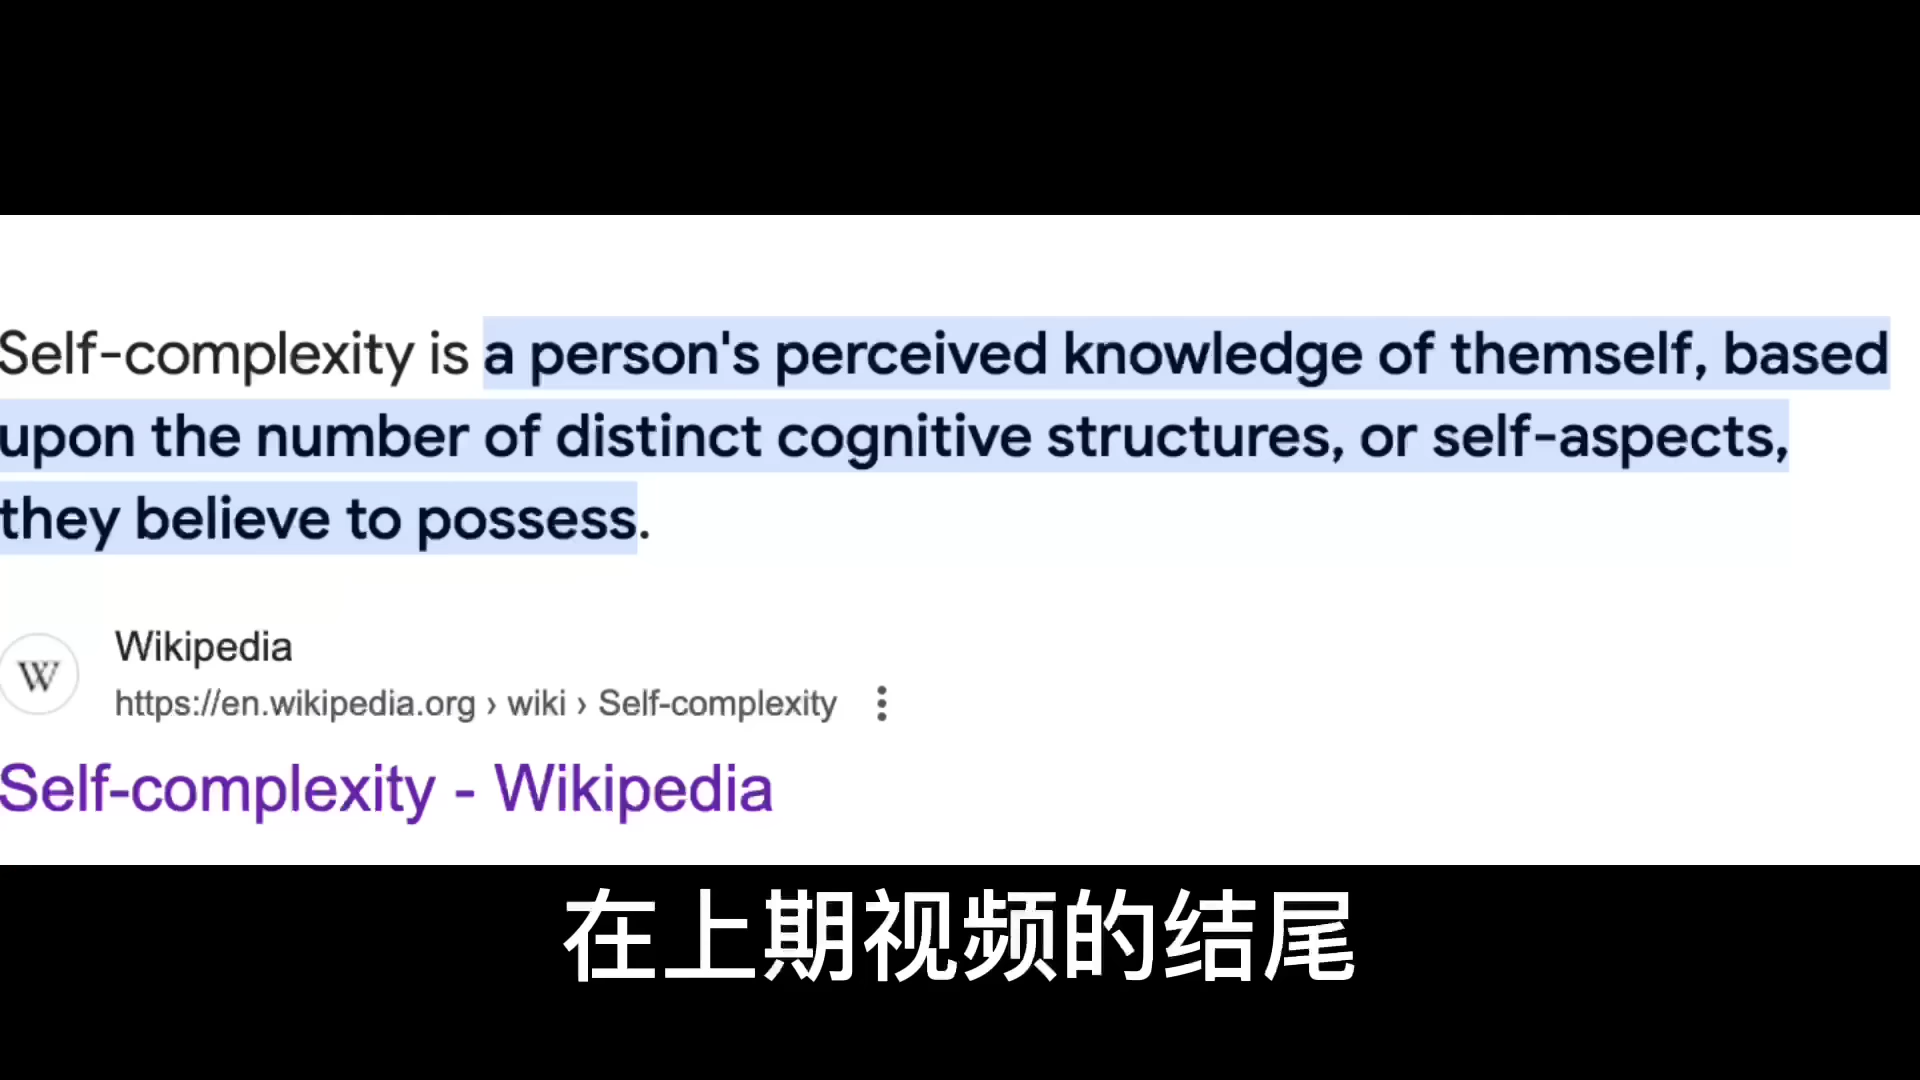 Self-complexity is a person's perceived knowledge of themself, based
upon the number of distinct cognitive structures, or self-aspects,
they believe to possess.
W
Wikipedia
https://en.wikipedia.org › wiki › Self-complexity
Self-complexity - Wikipedia
在上期视频的结尾